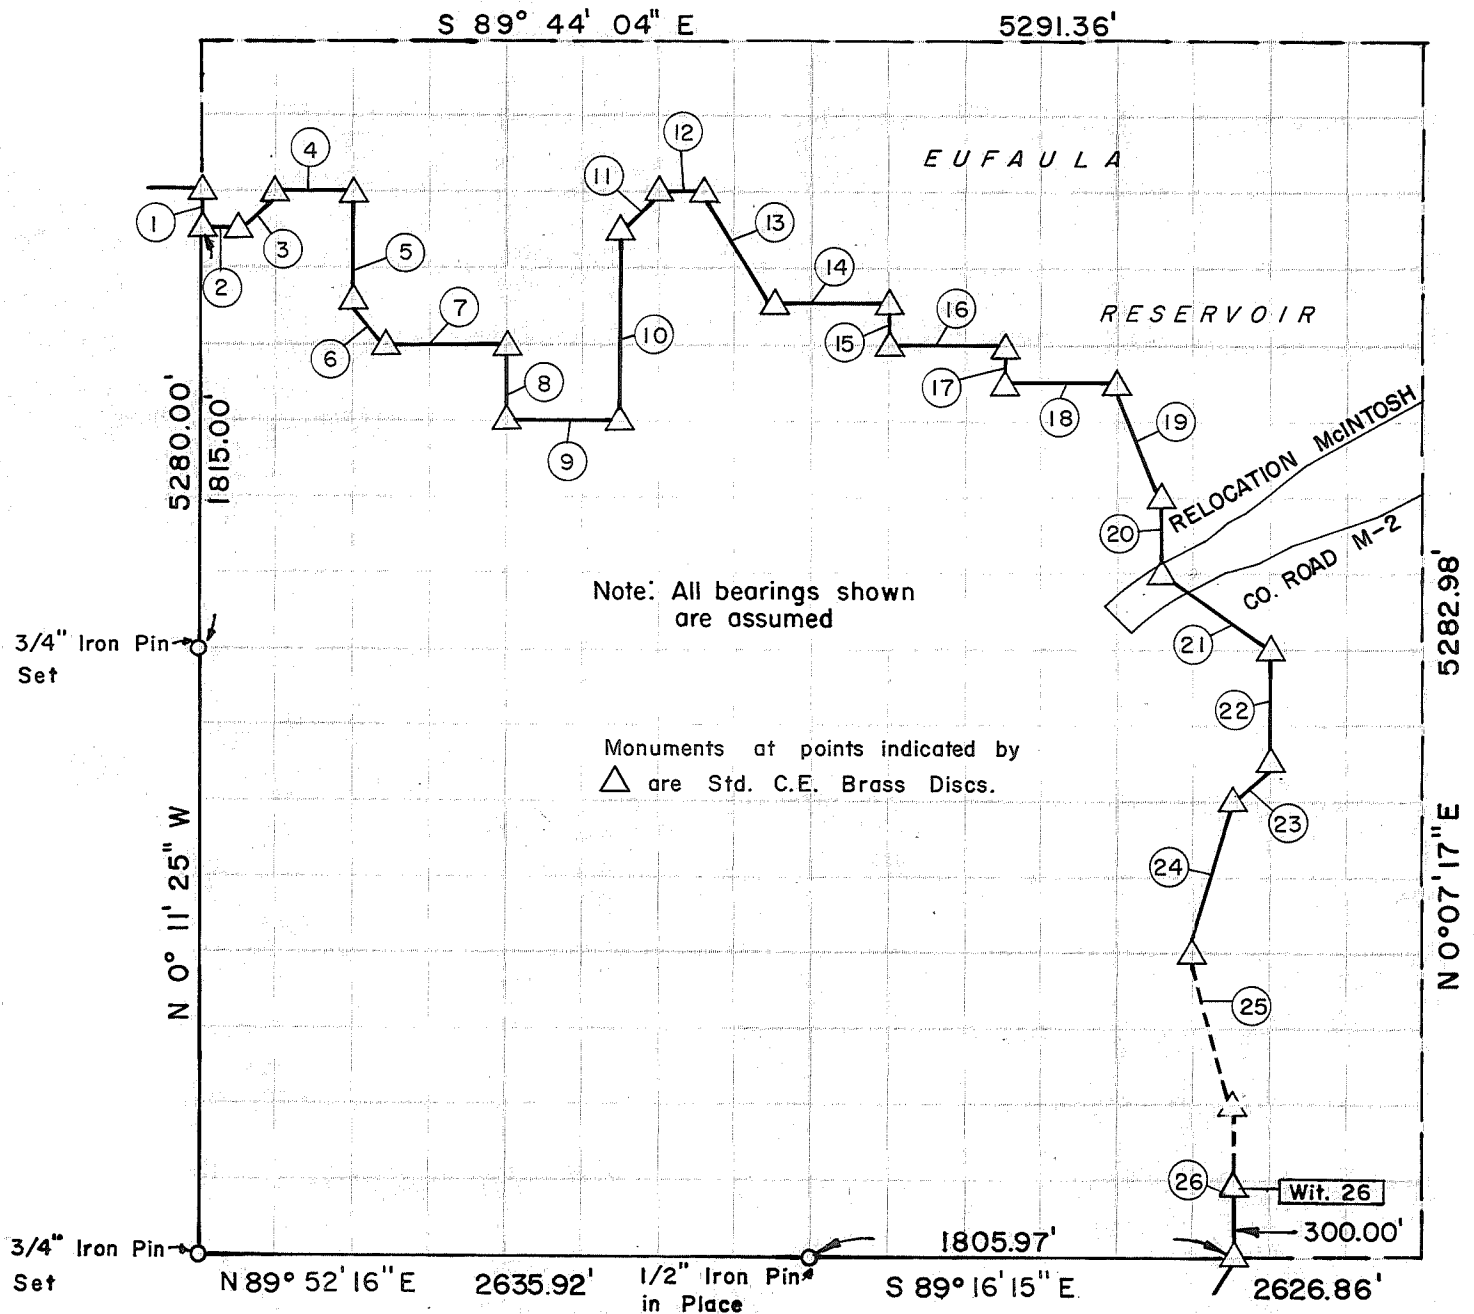 S 89° 44' 04" E 5291.36'
12
4
EUFAULA
11
1
3
13
5
2
14
7
16
RESERVOIR
10
15
6
8
17
18
19
5280.00'
1815.00'
9
RELOCATION McINTOSH
20
CO. ROAD M-2
Note: All bearings shown
are assumed
5282.98'
3/4" Iron Pin
Set
21
22
Monuments at points indicated by
△ are Std. C.E. Brass Discs.
23
N 0° 11' 25" W
24
N 0° 07' 17" E
25
26
Wit. 26
300.00'
1805.97'
3/4" Iron Pin
Set
N 89° 52' 16" E 2635.92'
1/2" Iron Pin
in Place
S 89° 16' 15" E
2626.86'